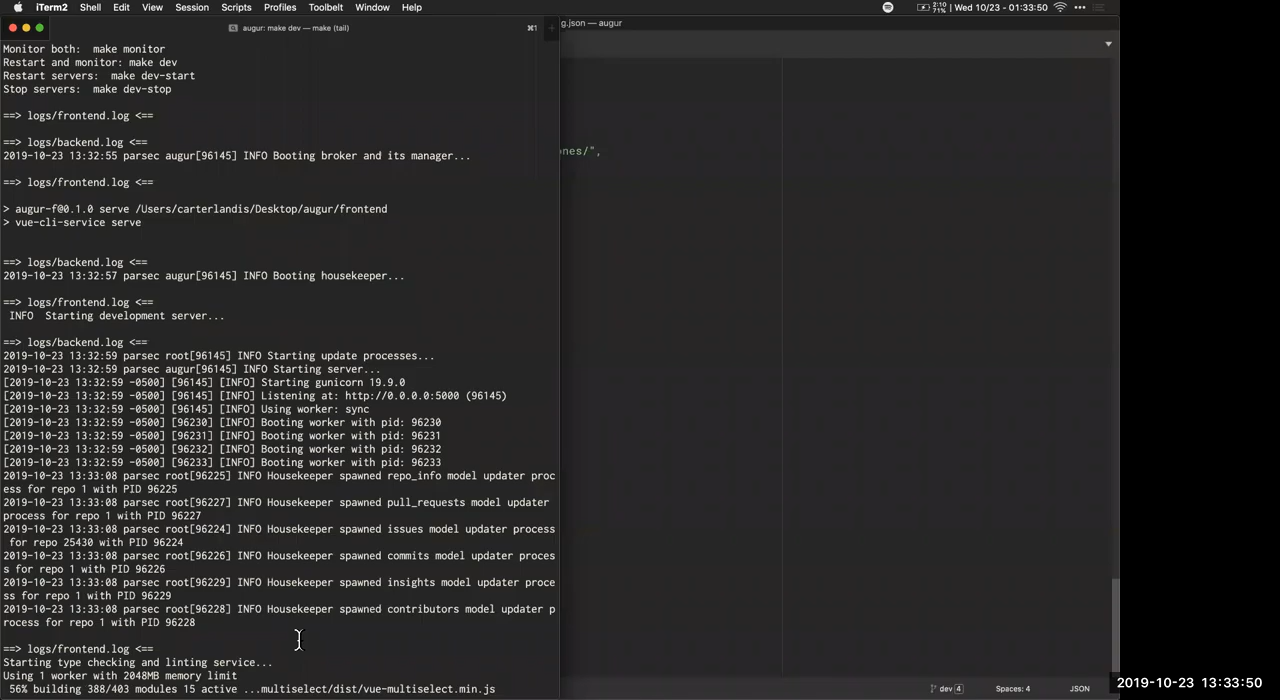 iTerm2 Shell Edit View Session Scripts Profiles Toolbelt Window Help
2:10 71% Wed 10/23 - 01:33:50
augur: make dev — make (tail) ⌘1
g.json — augur
Monitor both:  make monitor
Restart and monitor: make dev
Restart servers:  make dev-start
Stop servers:  make dev-stop
==> logs/frontend.log <==
==> logs/backend.log <==
2019-10-23 13:32:55 parsec augur[96145] INFO Booting broker and its manager...
nes/",
==> logs/frontend.log <==
> augur-f@0.1.0 serve /Users/carterlandis/Desktop/augur/frontend
> vue-cli-service serve
==> logs/backend.log <==
2019-10-23 13:32:57 parsec augur[96145] INFO Booting housekeeper...
==> logs/frontend.log <==
 INFO  Starting development server...
==> logs/backend.log <==
2019-10-23 13:32:59 parsec root[96145] INFO Starting update processes...
2019-10-23 13:32:59 parsec augur[96145] INFO Starting server...
[2019-10-23 13:32:59 -0500] [96145] [INFO] Starting gunicorn 19.9.0
[2019-10-23 13:32:59 -0500] [96145] [INFO] Listening at: http://0.0.0.0:5000 (96145)
[2019-10-23 13:32:59 -0500] [96145] [INFO] Using worker: sync
[2019-10-23 13:32:59 -0500] [96230] [INFO] Booting worker with pid: 96230
[2019-10-23 13:32:59 -0500] [96231] [INFO] Booting worker with pid: 96231
[2019-10-23 13:32:59 -0500] [96232] [INFO] Booting worker with pid: 96232
[2019-10-23 13:32:59 -0500] [96233] [INFO] Booting worker with pid: 96233
2019-10-23 13:33:08 parsec root[96225] INFO Housekeeper spawned repo_info model updater proc
ess for repo 1 with PID 96225
2019-10-23 13:33:08 parsec root[96227] INFO Housekeeper spawned pull_requests model updater
process for repo 1 with PID 96227
2019-10-23 13:33:08 parsec root[96224] INFO Housekeeper spawned issues model updater process
 for repo 25430 with PID 96224
2019-10-23 13:33:08 parsec root[96226] INFO Housekeeper spawned commits model updater proces
s for repo 1 with PID 96226
2019-10-23 13:33:08 parsec root[96229] INFO Housekeeper spawned insights model updater proce
ss for repo 1 with PID 96229
2019-10-23 13:33:08 parsec root[96228] INFO Housekeeper spawned contributors model updater p
rocess for repo 1 with PID 96228
==> logs/frontend.log <==
Starting type checking and linting service...
Using 1 worker with 2048MB memory limit
 56% building 388/403 modules 15 active ...multiselect/dist/vue-multiselect.min.js
dev 4 Spaces: 4 JSON
2019-10-23 13:33:50